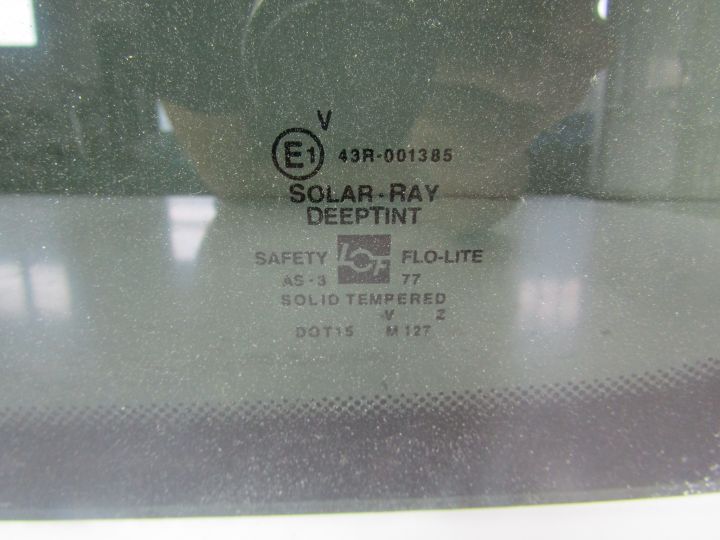 V
E1 43R-001385
SOLAR-RAY
DEEPTINT
SAFETY LOF FLO-LITE
AS-3 77
SOLID TEMPERED
V Z
DOT15 M127